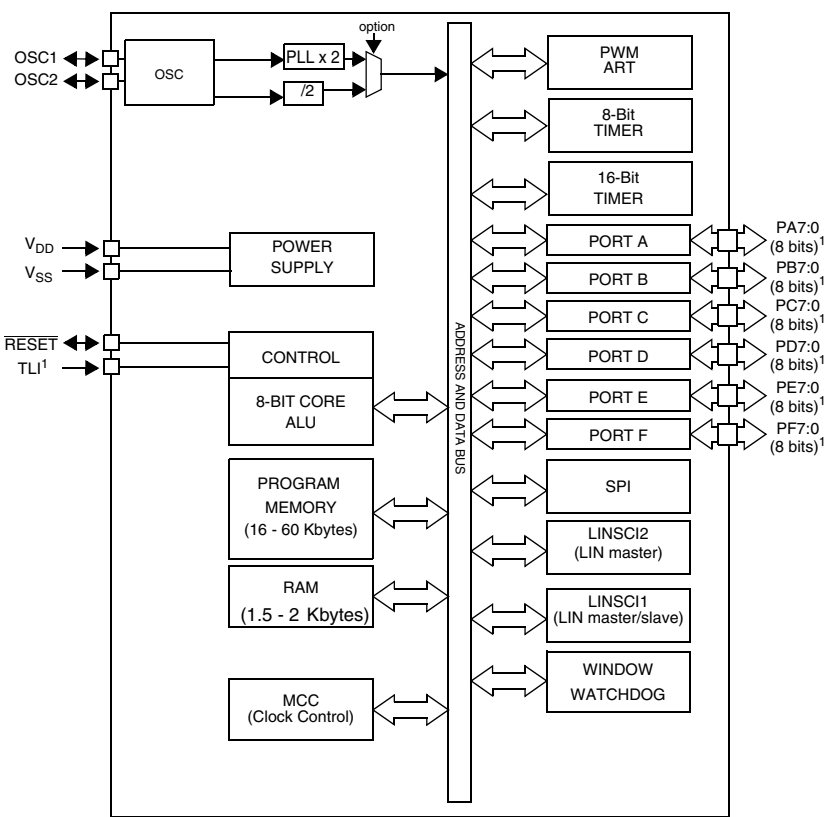 option
OSC1
OSC2
OSC
PLL x 2
/2
PWM
ART
8-Bit
TIMER
16-Bit
TIMER
VDD
VSS
POWER
SUPPLY
PORT A
PA7:0
(8 bits)1
PORT B
PB7:0
(8 bits)1
PORT C
PC7:0
(8 bits)1
PORT D
PD7:0
(8 bits)1
PORT E
PE7:0
(8 bits)1
PORT F
PF7:0
(8 bits)1
RESET
TLI1
CONTROL
8-BIT CORE
ALU
ADDRESS AND DATA BUS
PROGRAM
MEMORY
(16 - 60 Kbytes)
RAM
(1.5 - 2 Kbytes)
MCC
(Clock Control)
SPI
LINSCI2
(LIN master)
LINSCI1
(LIN master/slave)
WINDOW
WATCHDOG